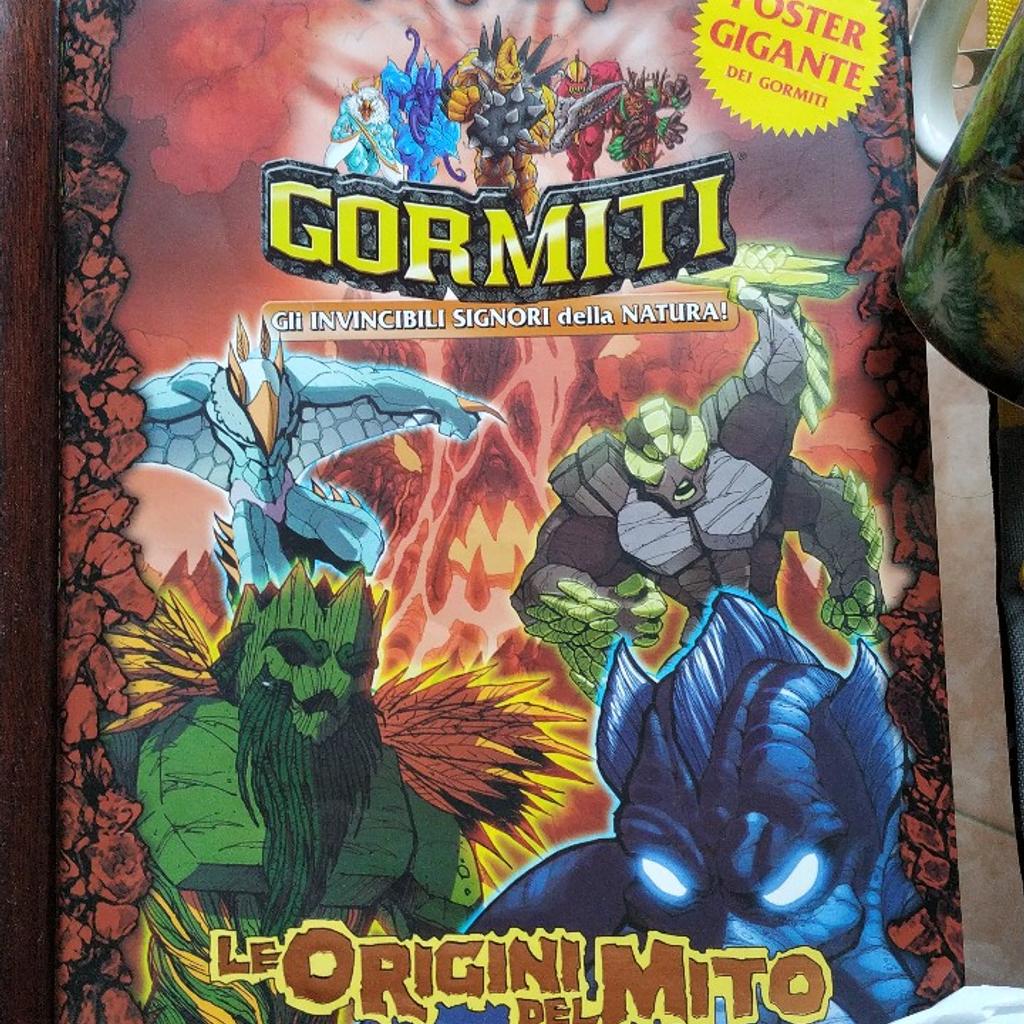 POSTER
GIGANTE
DEI GORMITI
GORMITI
Gli INVINCIBILI SIGNORI della NATURA!
LE ORIGINI
DEL MITO